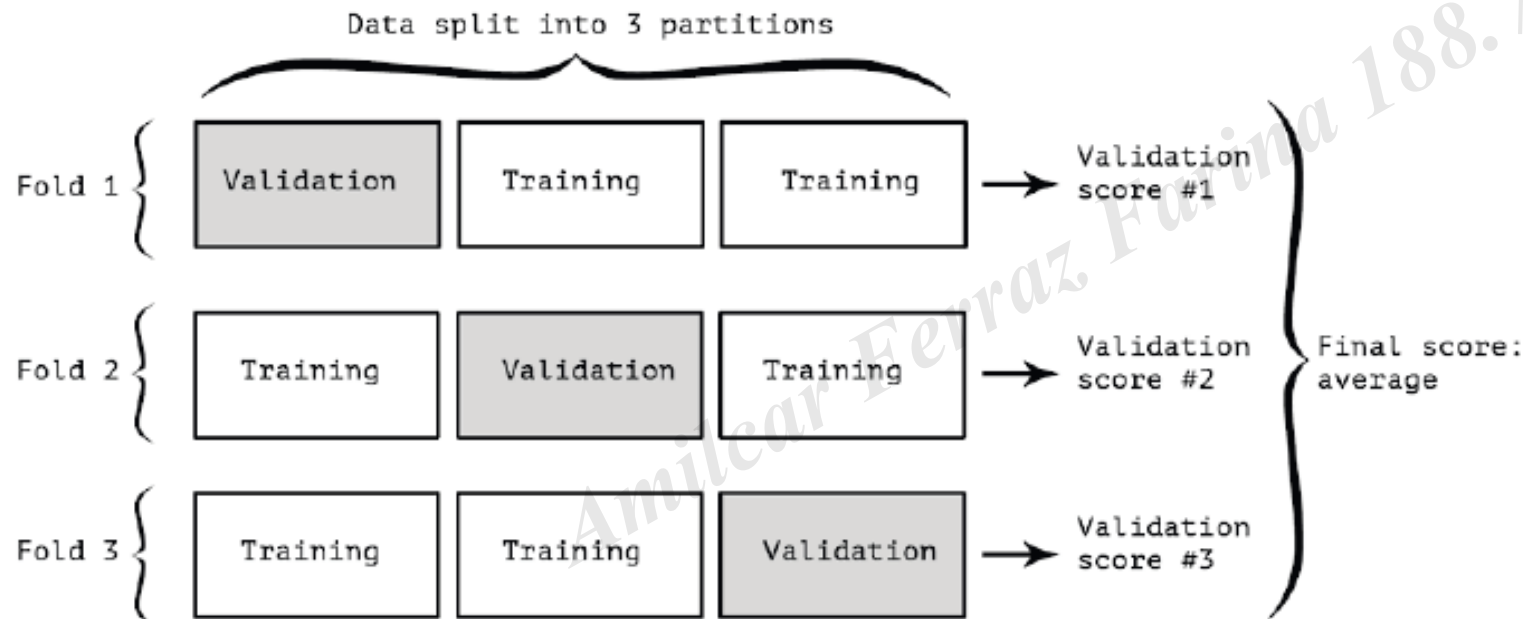 Data split into 3 partitions
Fold 1
Validation
Training
Training
Validation
score #1
Fold 2
Training
Validation
Training
Validation
score #2
Final score:
average
Fold 3
Training
Training
Validation
Validation
score #3
Amilcar Ferraz Farina 188.